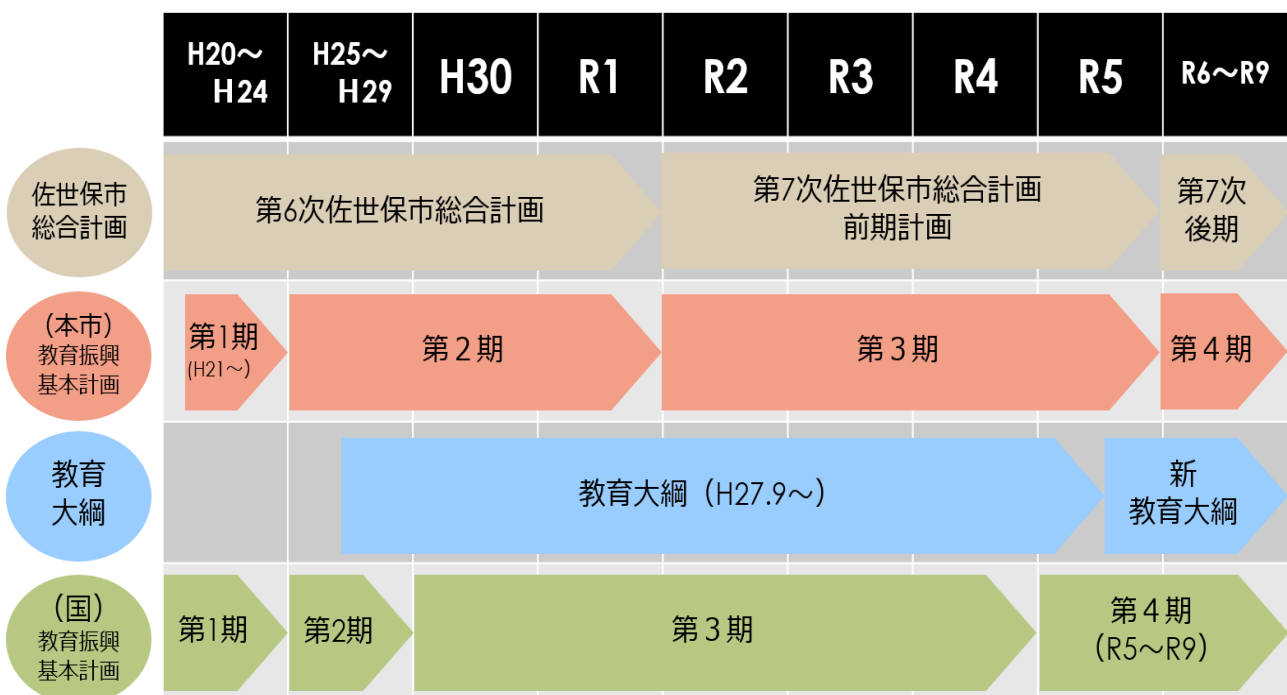 H20～
H24
H25～
H29
H30
R1
R2
R3
R4
R5
R6～R9
佐世保市
総合計画
第6次佐世保市総合計画
第7次佐世保市総合計画
前期計画
第7次
後期
（本市）
教育振興
基本計画
第1期
(H21～)
第２期
第３期
第４期
教育
大綱
教育大綱（H27.9～）
新
教育大綱
（国）
教育振興
基本計画
第1期
第2期
第３期
第４期
（R5～R9）